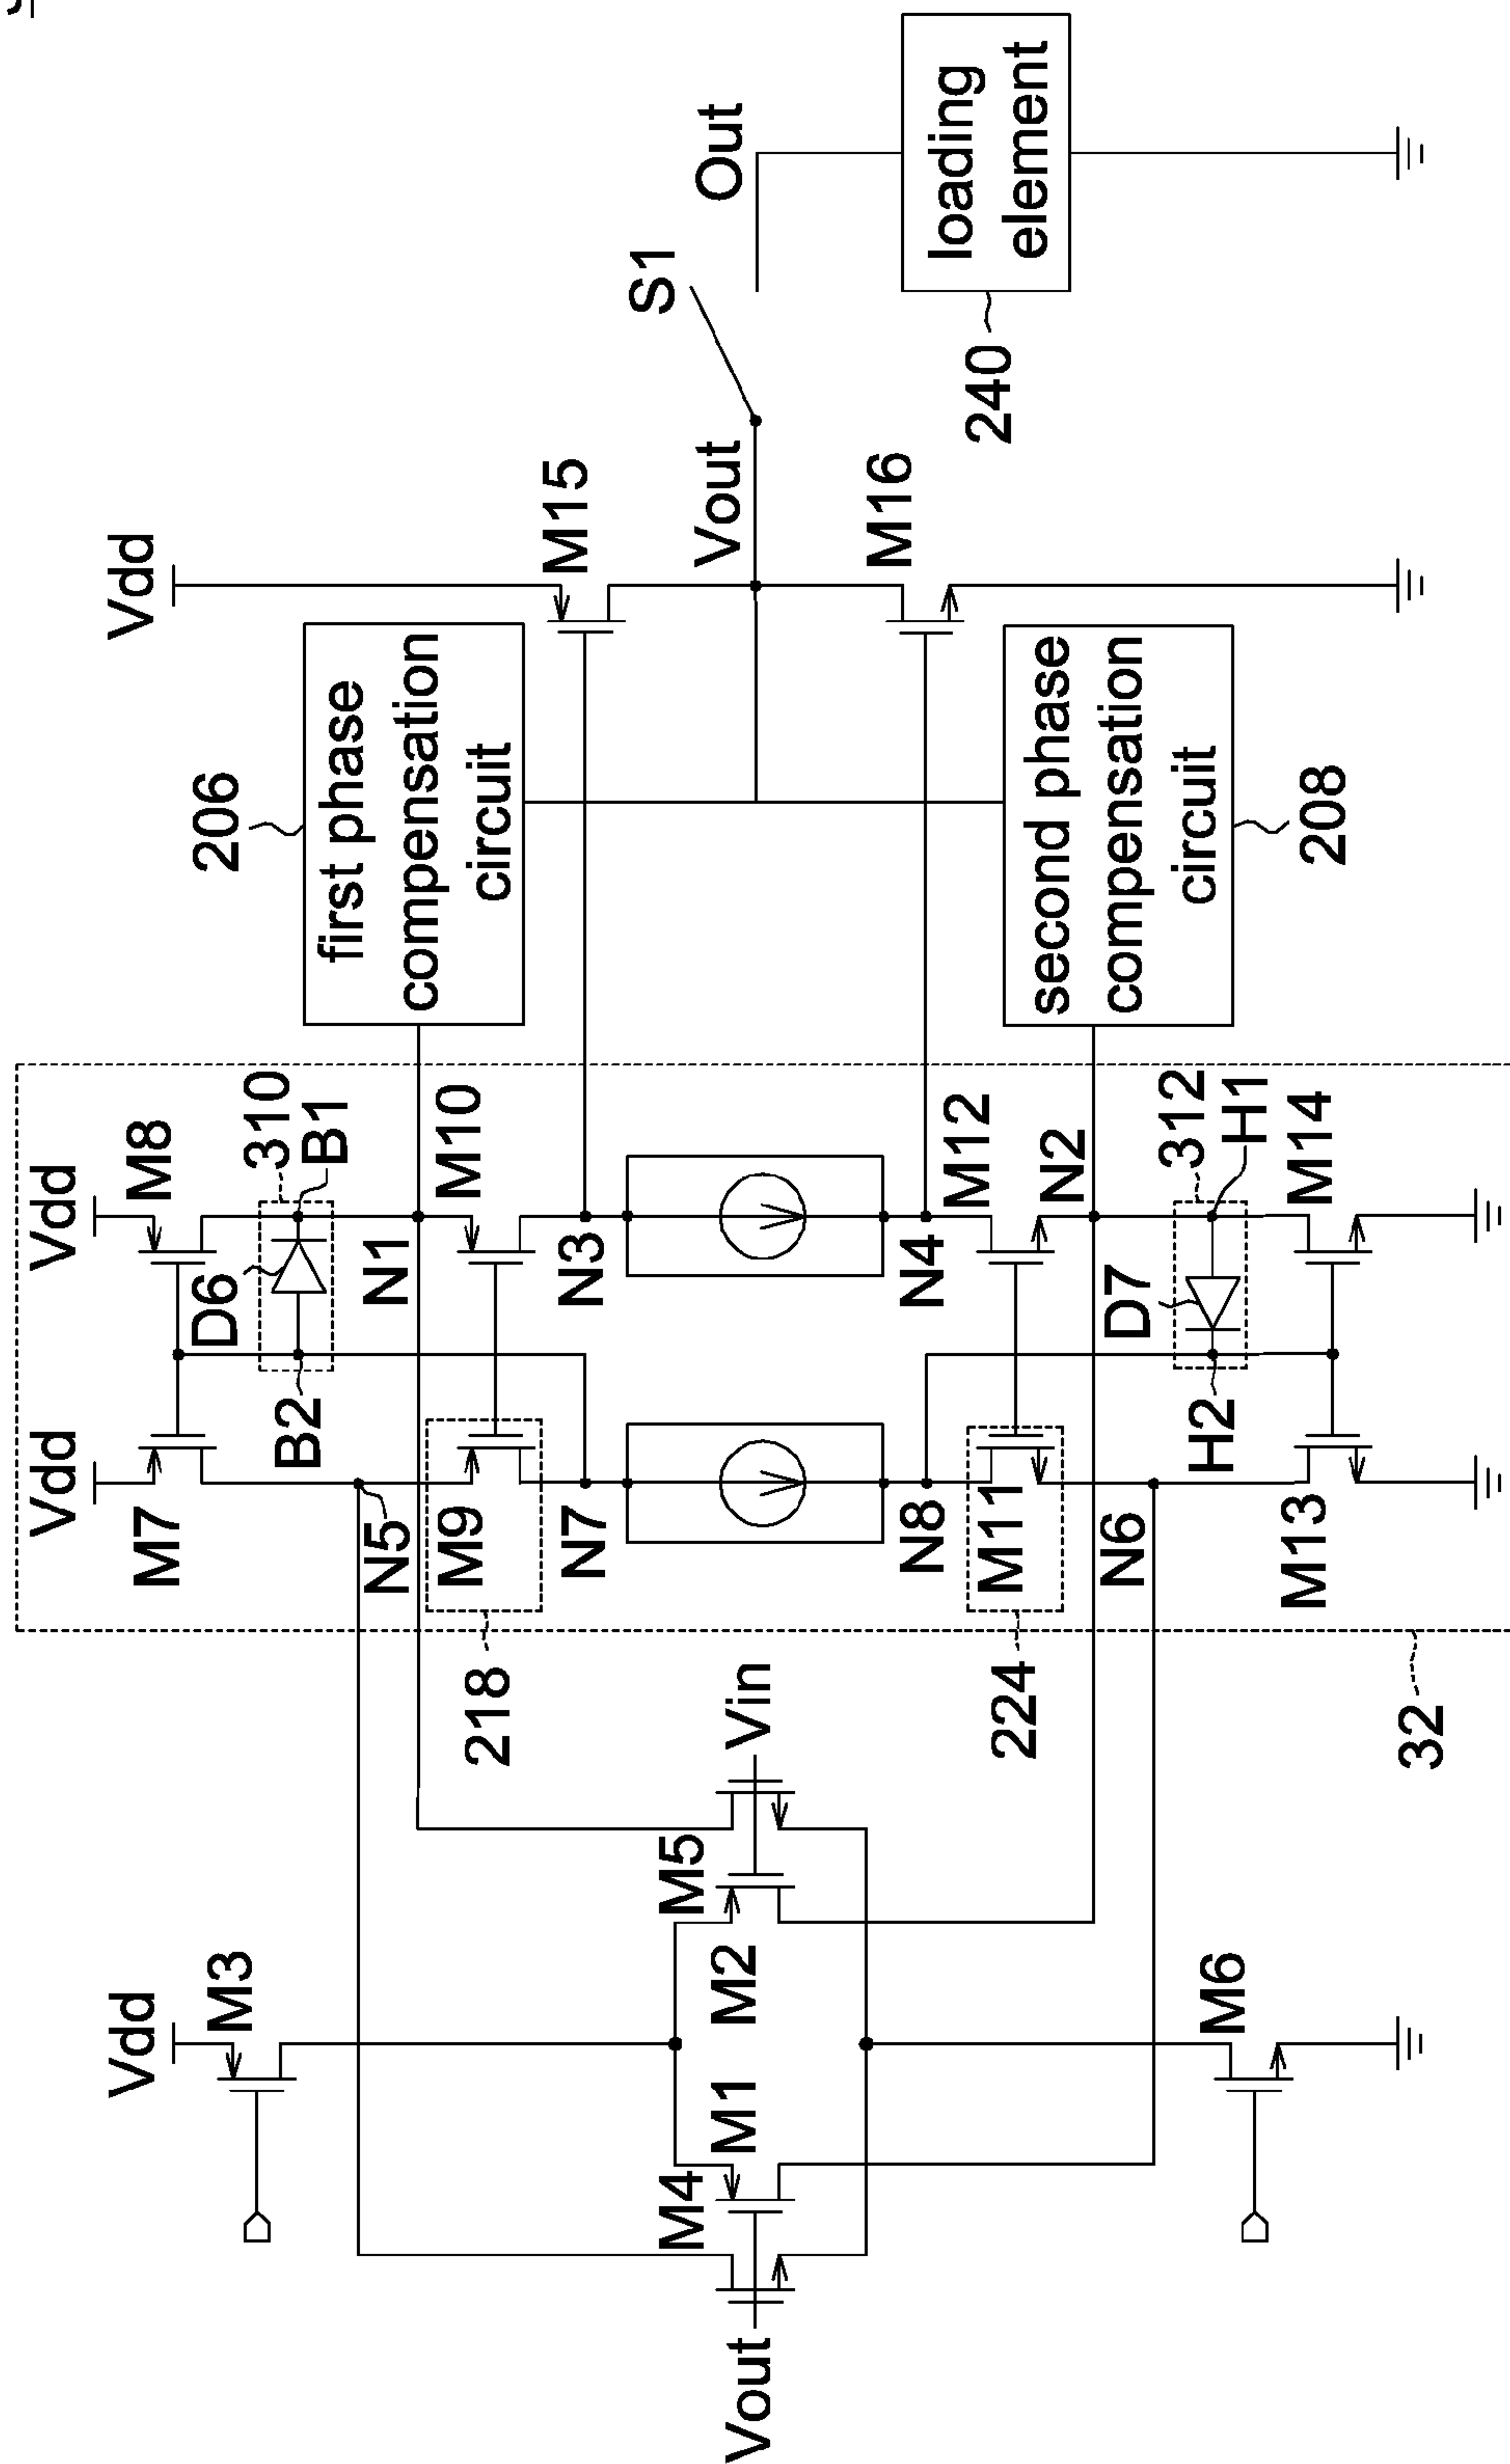 Vdd
M3
M4
M1
M2
M5
Vout
Vin
M6
Vdd
M7
Vdd
M8
D6
310
B1
B2
N5
N1
M9
M10
218
N7
N3
N8
N4
M11
M12
224
N6
N2
D7
312
H1
H2
M13
M14
32
206
first phase
compensation
circuit
second phase
compensation
circuit
208
Vdd
M15
Vout
M16
S1
Out
loading
element
240